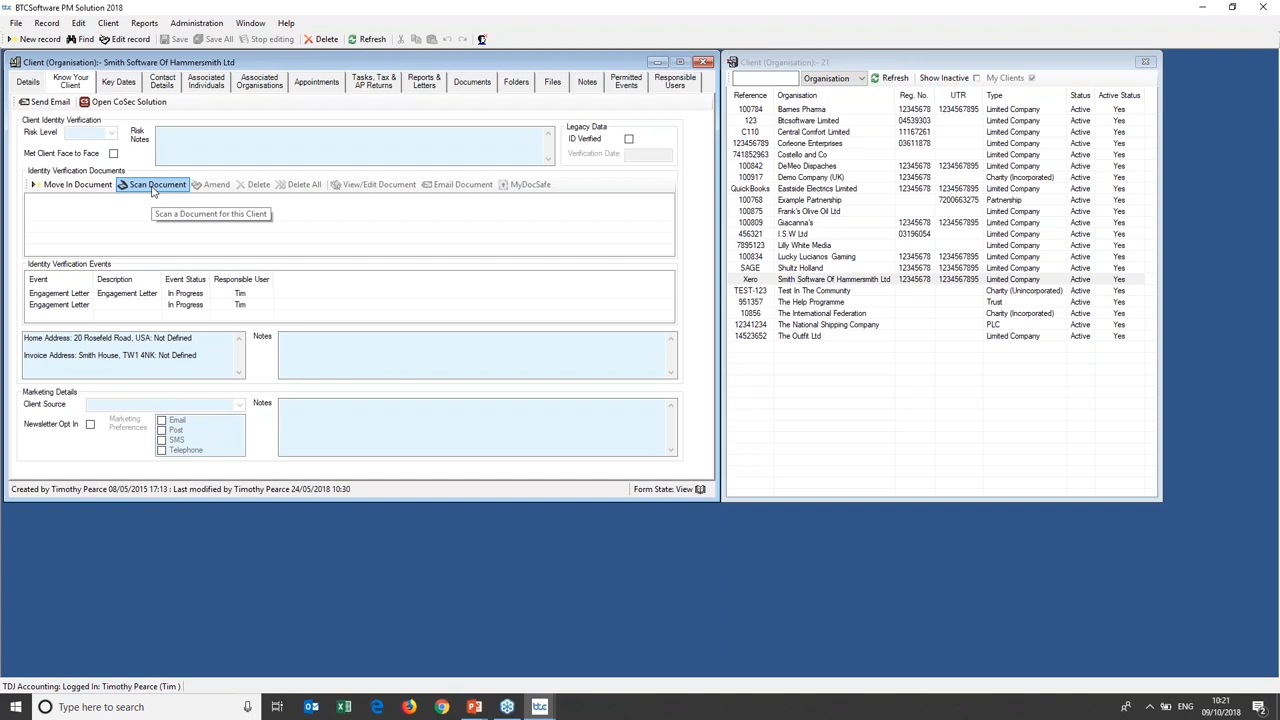 BTCSoftware PM Solution 2018
File Record Edit Client Reports Administration Window Help
New record Find Edit record Save Save All Stop editing Delete Refresh
Client (Organisation):- Smith Software Of Hammersmith Ltd
Details Know Your Client Key Dates Contact Details Associated Individuals Associated Organisations Appointments Tasks, Tax & AP Returns Reports & Letters Documents Folders Files Notes Permitted Events Responsible Users
Send Email Open CoSec Solution
Client Identity Verification
Risk Level Risk Notes
Met Client Face to Face
Legacy Data
ID Verified
Verification Date
Identity Verification Documents
Move In Document Scan Document Amend Delete Delete All View/Edit Document Email Document MyDocSafe
Scan a Document for this Client
Identity Verification Events
Event Description Event Status Responsible User
Engagement Letter Engagement Letter In Progress Tim
Engagement Letter In Progress Tim
Home Address: 20 Rosefeld Road, USA: Not Defined
Invoice Address: Smith House, TW1 4NK: Not Defined
Notes
Marketing Details
Client Source
Notes
Newsletter Opt In
Marketing Preferences
Email
Post
SMS
Telephone
Created by Timothy Pearce 08/05/2015 17:13 : Last modified by Timothy Pearce 24/05/2018 10:30
Form State: View
Client (Organisation):- 21
Organisation Refresh Show Inactive My Clients
Reference Organisation Reg. No. UTR Type Status Active Status
100784 Barnes Pharma 12345678 1234567895 Limited Company Active Yes
123 Btcsoftware Limited 04539303 Limited Company Active Yes
C110 Central Comfort Limited 11167261 Limited Company Active Yes
123456789 Corleone Enterprises 03611878 Limited Company Active Yes
741852963 Costello and Co Limited Company Active Yes
100842 DeMeo Dispaches 12345678 1234567895 Limited Company Active Yes
100917 Demo Company (UK) 12345678 1234567895 Charity (Incorporated) Active Yes
QuickBooks Eastside Electrics Limited 12345678 1234567895 Limited Company Active Yes
100768 Example Partnership 7200663275 Partnership Active Yes
100875 Frank's Olive Oil Ltd Limited Company Active Yes
100809 Giacanna's 12345678 1234567895 Limited Company Active Yes
456321 I.S.W Ltd 03196054 Limited Company Active Yes
7895123 Lilly White Media Limited Company Active Yes
100834 Lucky Lucianos Gaming 12345678 1234567895 Limited Company Active Yes
SAGE Shultz Holland 12345678 1234567895 Limited Company Active Yes
Xero Smith Software Of Hammersmith Ltd 12345678 1234567895 Limited Company Active Yes
TEST-123 Test In The Community Charity (Unincorporated) Active Yes
951357 The Help Programme Trust Active Yes
10856 The International Federation Charity (Incorporated) Active Yes
12341234 The National Shipping Company PLC Active Yes
14523652 The Outfit Ltd Limited Company Active Yes
TDJ Accounting: Logged In: Timothy Pearce (Tim )
Type here to search
btc
ENG
10:21
09/10/2018
2